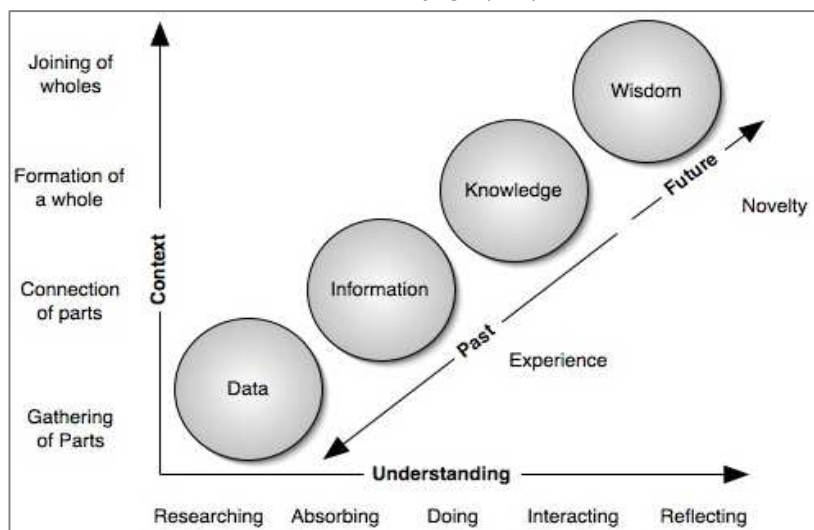 Joining of
wholes
Wisdom
Formation of
a whole
Knowledge
Future
Novelty
Context
Connection
of parts
Information
Past
Experience
Data
Gathering
of Parts
Understanding
Researching Absorbing Doing Interacting Reflecting